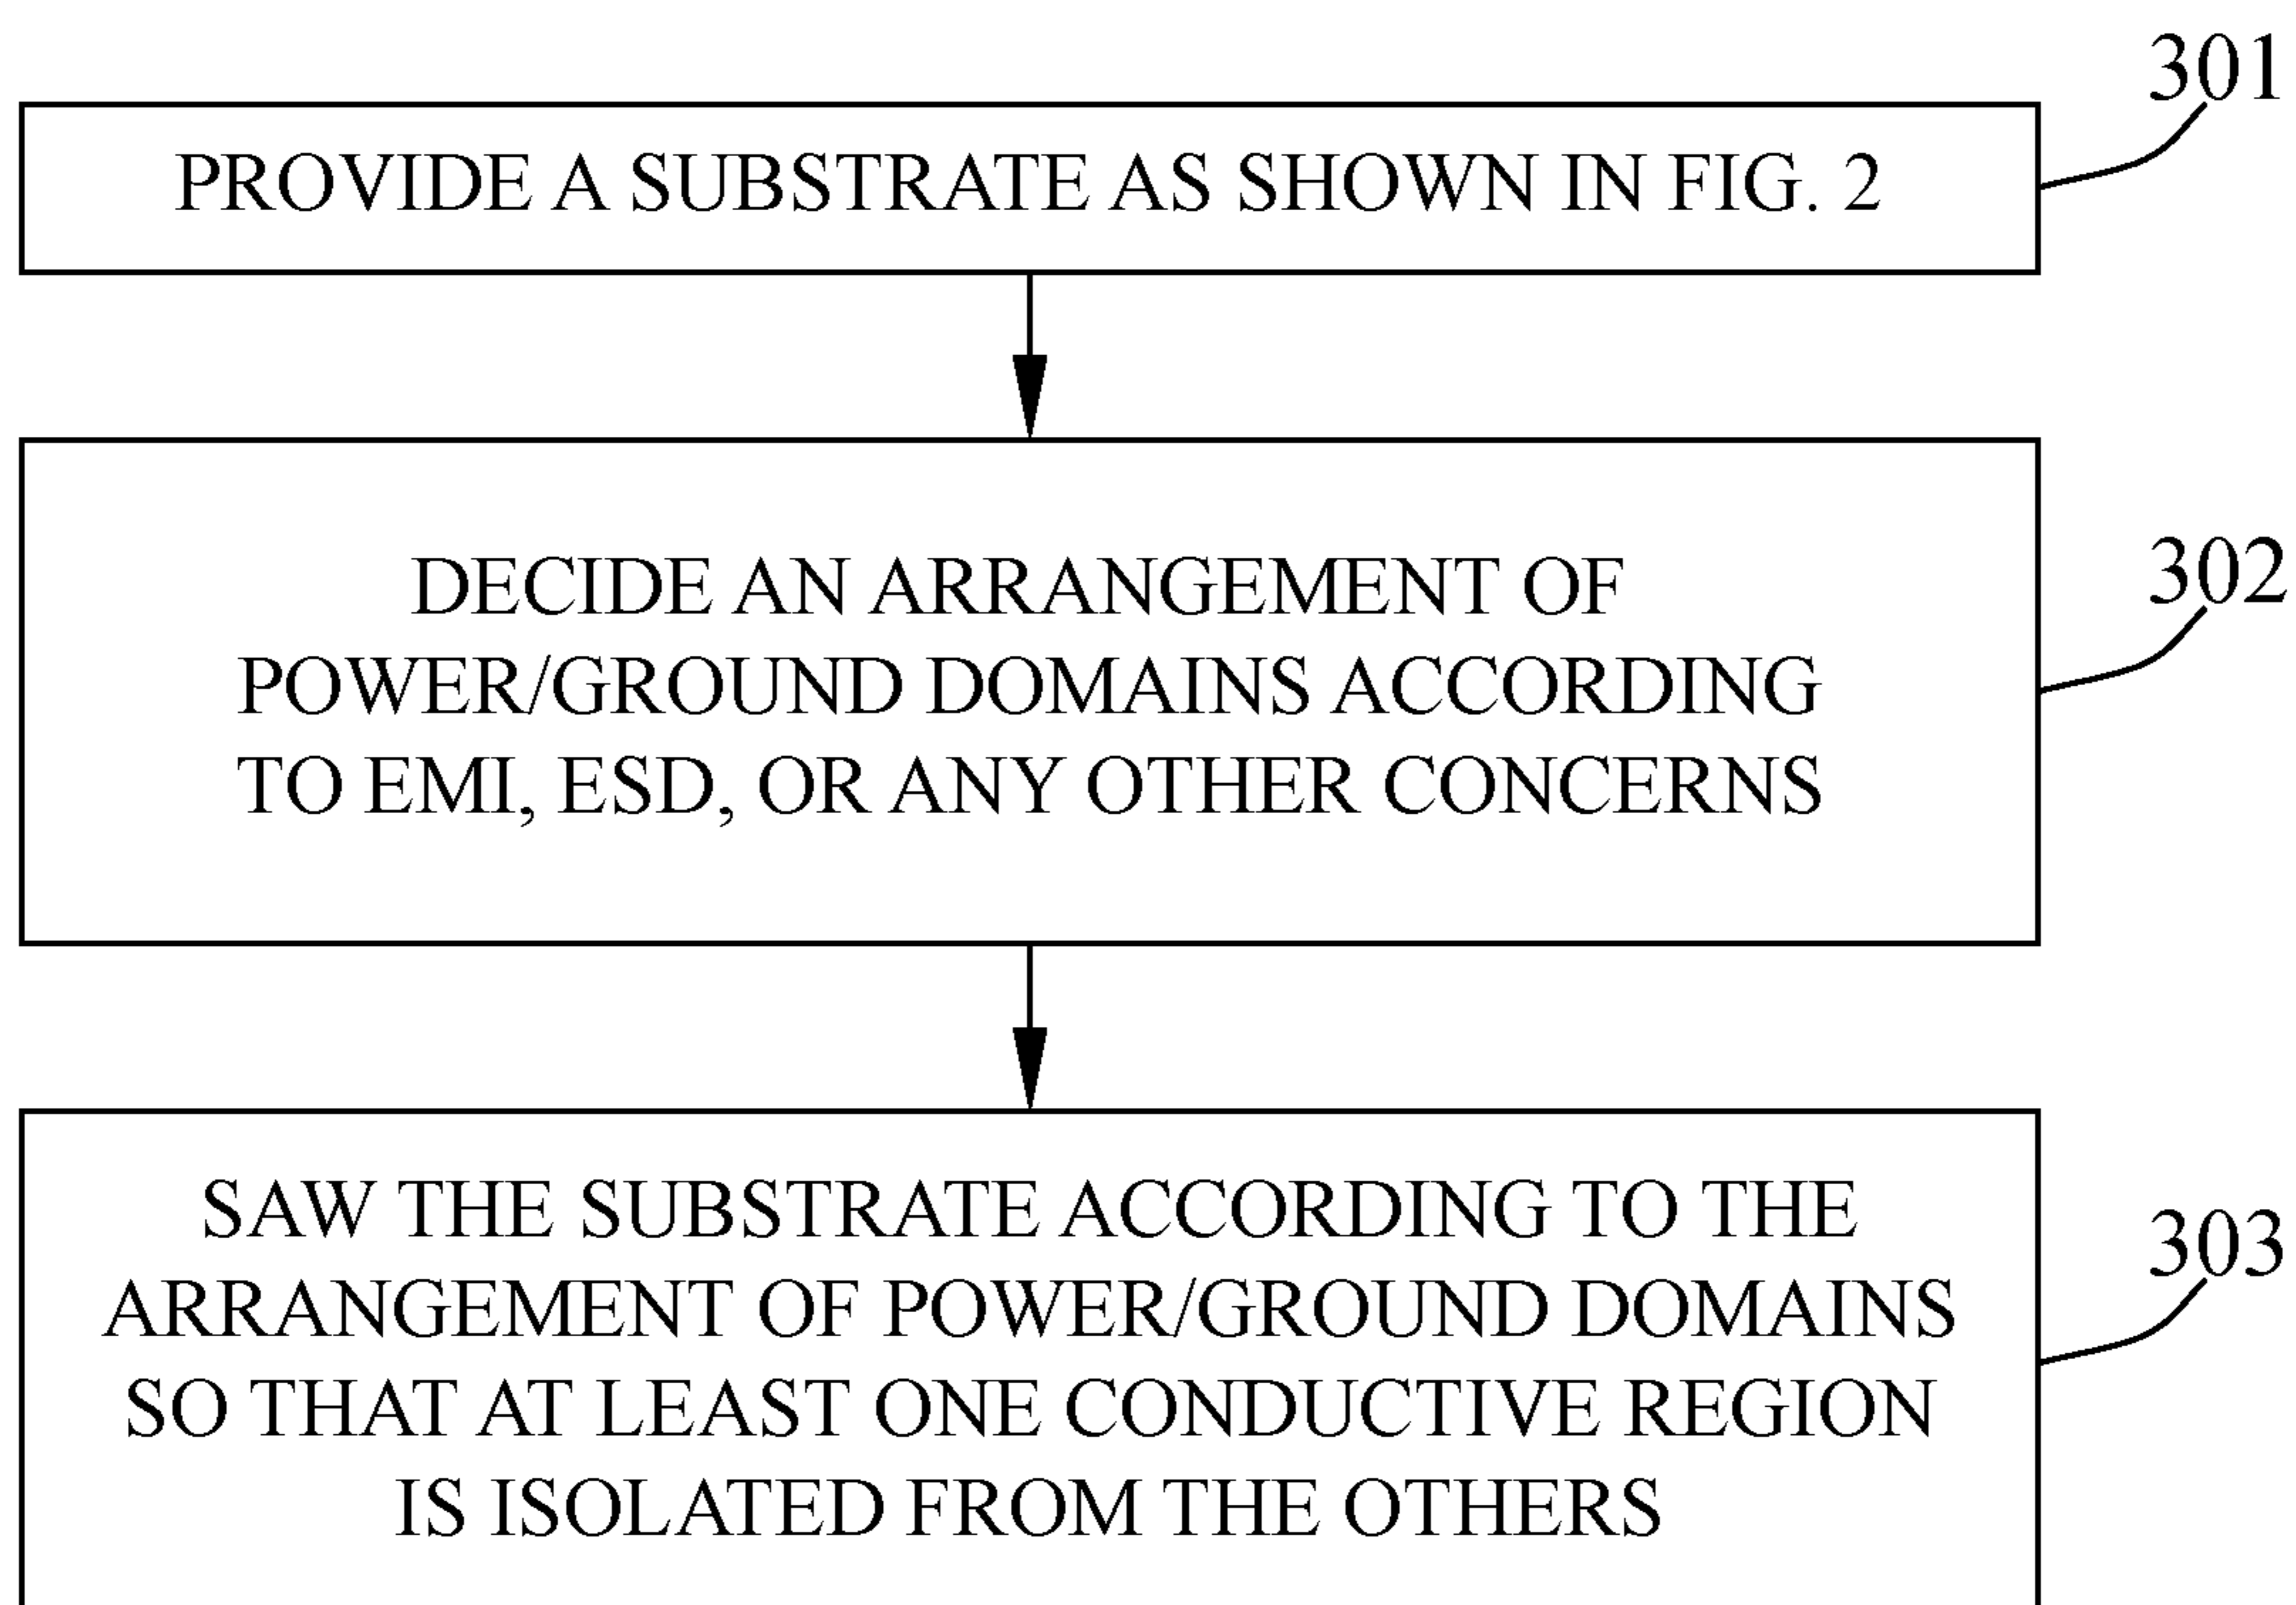 301
PROVIDE A SUBSTRATE AS SHOWN IN FIG. 2
302
DECIDE AN ARRANGEMENT OF
POWER/GROUND DOMAINS ACCORDING
TO EMI, ESD, OR ANY OTHER CONCERNS
303
SAW THE SUBSTRATE ACCORDING TO THE
ARRANGEMENT OF POWER/GROUND DOMAINS
SO THAT AT LEAST ONE CONDUCTIVE REGION
IS ISOLATED FROM THE OTHERS